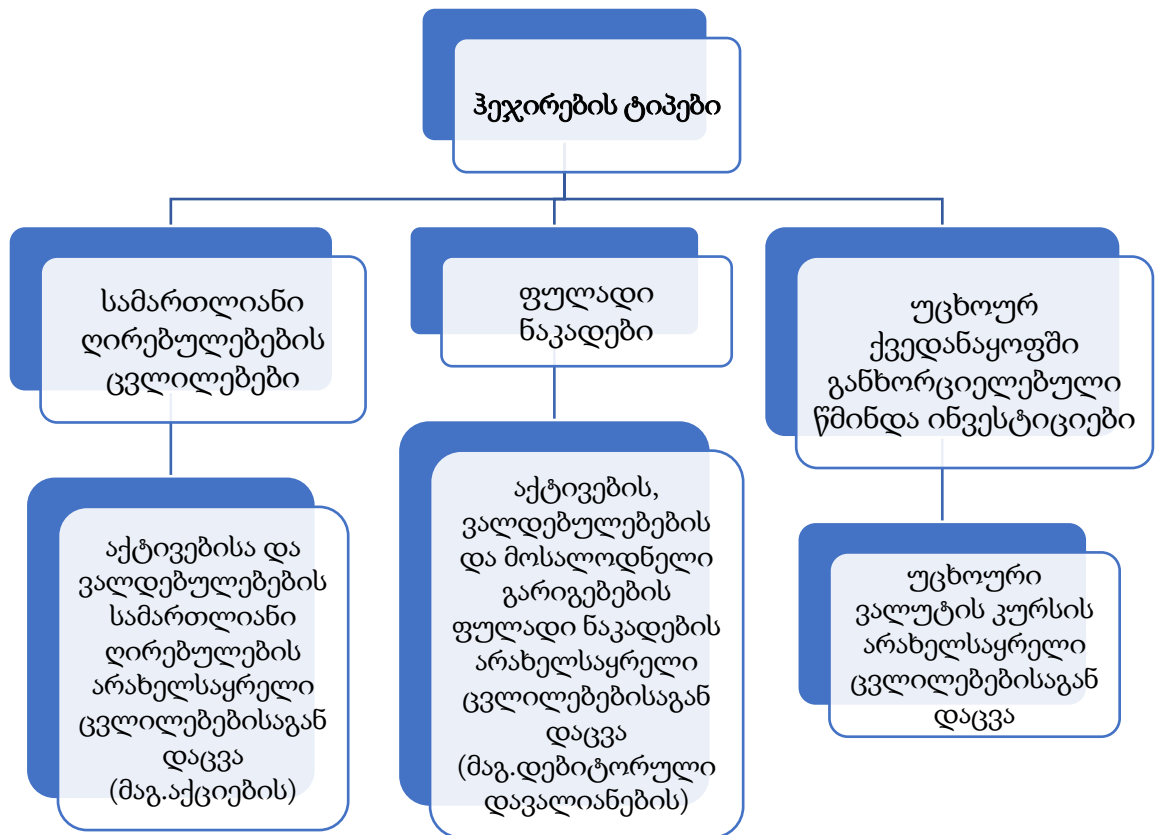 ჰეჯირების ტიპები
სამართლიანი
ღირებულებების
ცვლილებები
აქტივებისა და
ვალდებულებების
სამართლიანი
ღირებულების
არახელსაყრელი
ცვლილებებისაგან
დაცვა
(მაგ.აქციების)
ფულადი
ნაკადები
აქტივების,
ვალდებულებების
და მოსალოდნელი
გარიგებების
ფულადი ნაკადების
არახელსაყრელი
ცვლილებებისაგან
დაცვა
(მაგ.დებიტორული
დავალიანების)
უცხოურ
ქვედანაყოფში
განხორციელებული
წმინდა ინვესტიციები
უცხოური
ვალუტის კურსის
არახელსაყრელი
ცვლილებებისაგან
დაცვა